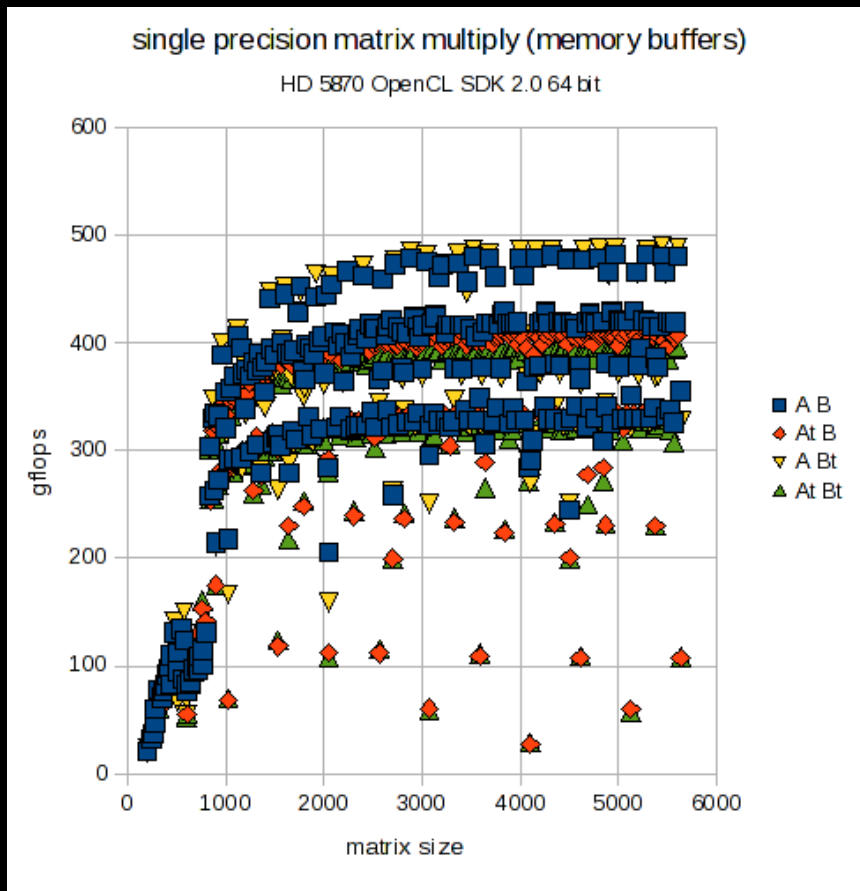 single precision matrix multiply (memory buffers)
HD 5870 OpenCL SDK 2.0 64 bit
600
500
400
300
200
100
0
0 1000 2000 3000 4000 5000 6000
gflops
matrix size
A B
At B
A Bt
At Bt